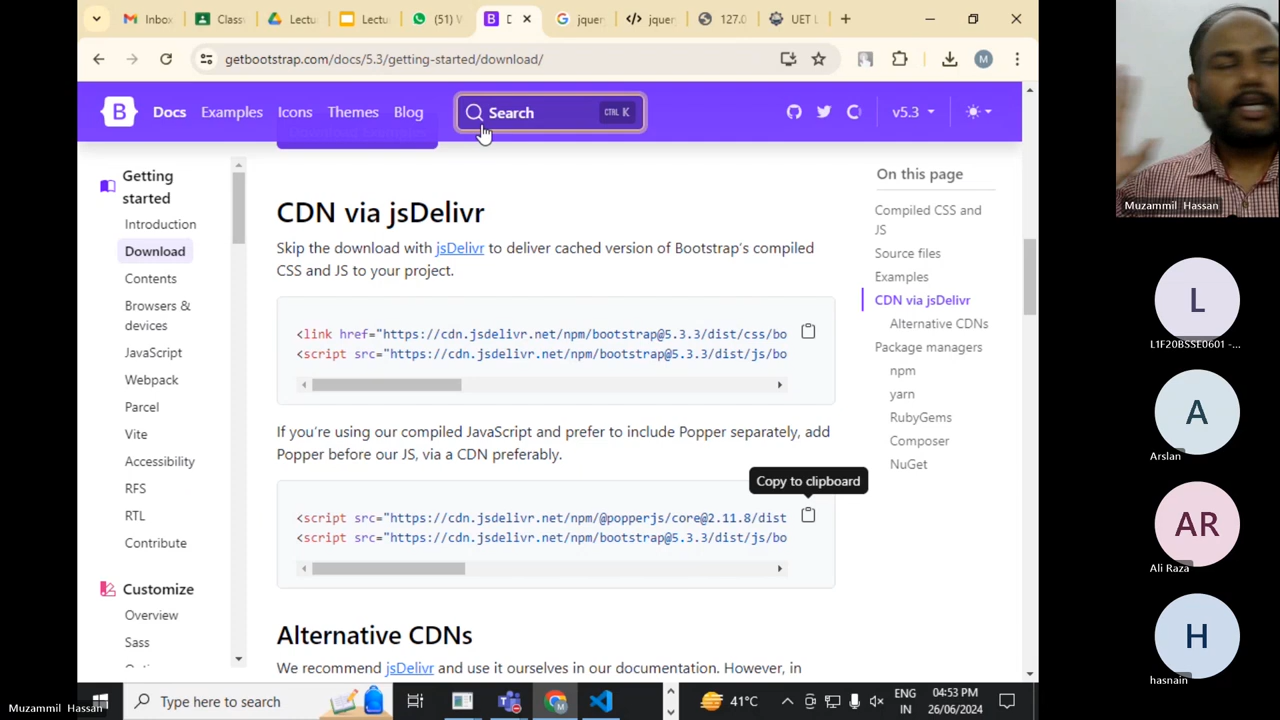 Inbox
Class
Lectu
Lectu
(51) W
B
D
G
jquer
</>
jquer
127.0
UET L
getbootstrap.com/docs/5.3/getting-started/download/
M
B
Docs
Examples
Icons
Themes
Blog
Search
CTRL K
v5.3
Download Examples
Getting
started
Introduction
Download
Contents
Browsers &
devices
JavaScript
Webpack
Parcel
Vite
Accessibility
RFS
RTL
Contribute
Customize
Overview
Sass
CDN via jsDelivr
Skip the download with jsDelivr to deliver cached version of Bootstrap's compiled
CSS and JS to your project.
<link href="https://cdn.jsdelivr.net/npm/bootstrap@5.3.3/dist/css/bo
<script src="https://cdn.jsdelivr.net/npm/bootstrap@5.3.3/dist/js/bo
If you're using our compiled JavaScript and prefer to include Popper separately, add
Popper before our JS, via a CDN preferably.
Copy to clipboard
<script src="https://cdn.jsdelivr.net/npm/@popperjs/core@2.11.8/dist
<script src="https://cdn.jsdelivr.net/npm/bootstrap@5.3.3/dist/js/bo
Alternative CDNs
We recommend jsDelivr and use it ourselves in our documentation. However, in
On this page
Compiled CSS and
JS
Source files
Examples
CDN via jsDelivr
Alternative CDNs
Package managers
npm
yarn
RubyGems
Composer
NuGet
Muzammil Hassan
L
L1F20BSSE0601 -...
A
Arslan
AR
Ali Raza
H
hasnain
Type here to search
41°C
ENG
IN
04:53 PM
26/06/2024
Muzammil Hassan